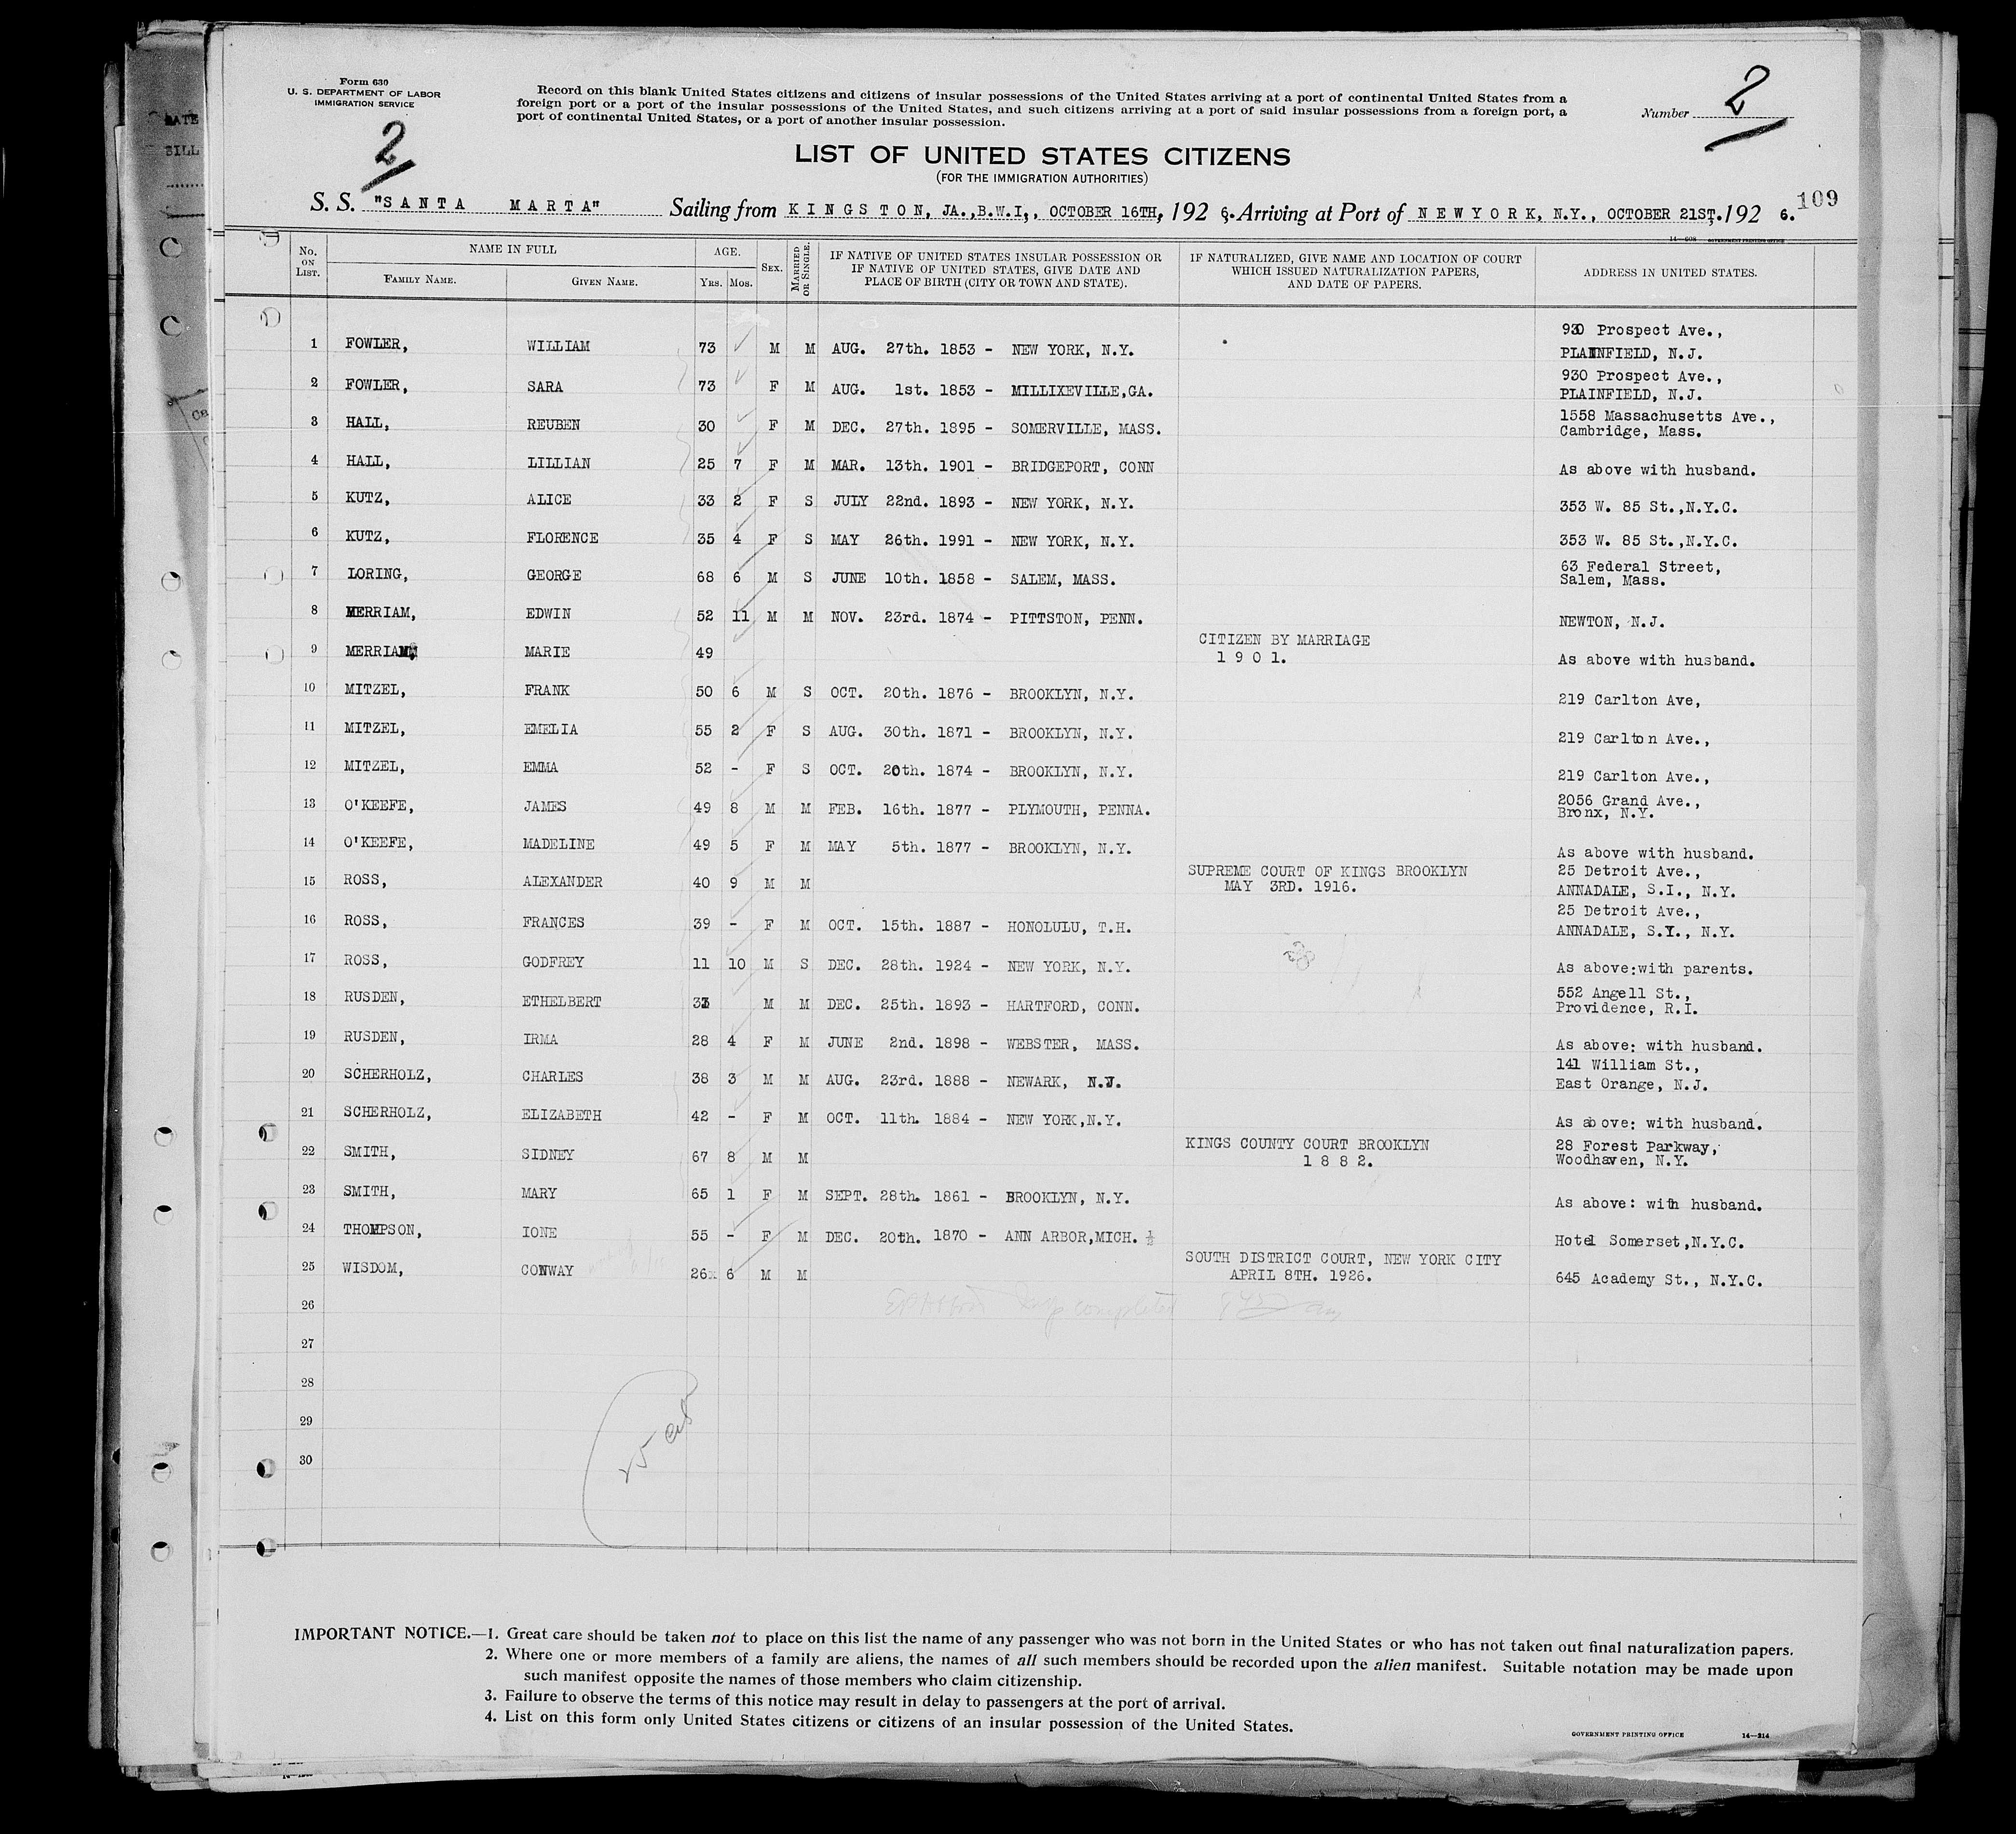 Form 630
U. S. DEPARTMENT OF LABOR
IMMIGRATION SERVICE
2
Record on this blank United States citizens and citizens of insular possessions of the United States arriving at a port of continental United States from a
foreign port or a port of the insular possessions of the United States, and such citizens arriving at a port of said insular possessions from a foreign port, a
port of continental United States, or a port of another insular possession.
Number 2
LIST OF UNITED STATES CITIZENS
(FOR THE IMMIGRATION AUTHORITIES)
S. S. "SANTA MARTA" Sailing from KINGSTON, JA.,B.W.I,, OCTOBER 16TH, 192 6. Arriving at Port of NEWYORK, N.Y., OCTOBER 21ST,. 192 6.
109
14—608 GOVERNMENT PRINTING OFFICE
No. ON LIST. NAME IN FULL AGE. SEX. MARRIED OR SINGLE. IF NATIVE OF UNITED STATES INSULAR POSSESSION OR IF NATIVE OF UNITED STATES, GIVE DATE AND PLACE OF BIRTH (CITY OR TOWN AND STATE). IF NATURALIZED, GIVE NAME AND LOCATION OF COURT WHICH ISSUED NATURALIZATION PAPERS, AND DATE OF PAPERS. ADDRESS IN UNITED STATES.
FAMILY NAME. GIVEN NAME. YRS. MOS.
930 Prospect Ave.,
1 FOWLER, WILLIAM 73 M M AUG. 27th. 1853 - NEW YORK, N.Y. PLAINFIELD, N.J.
930 Prospect Ave.,
2 FOWLER, SARA 73 F M AUG. 1st. 1853 - MILLIXEVILLE,GA. PLAINFIELD, N.J.
1558 Massachusetts Ave.,
3 HALL, REUBEN 30 F M DEC. 27th. 1895 - SOMERVILLE, MASS. Cambridge, Mass.
4 HALL, LILLIAN 25 7 F M MAR. 13th. 1901 - BRIDGEPORT, CONN As above with husband.
5 KUTZ, ALICE 33 2 F S JULY 22nd. 1893 - NEW YORK, N.Y. 353 W. 85 St.,N.Y.C.
6 KUTZ, FLORENCE 35 4 F S MAY 26th. 1991 - NEW YORK, N.Y. 353 W. 85 St.,N.Y.C.
63 Federal Street,
7 LORING, GEORGE 68 6 M S JUNE 10th. 1858 - SALEM, MASS. Salem, Mass.
8 MERRIAM, EDWIN 52 11 M M NOV. 23rd. 1874 - PITTSTON, PENN. NEWTON, N.J.
CITIZEN BY MARRIAGE
9 MERRIAM, MARIE 49 1 9 0 1. As above with husband.
10 MITZEL, FRANK 50 6 M S OCT. 20th. 1876 - BROOKLYN, N.Y. 219 Carlton Ave,
11 MITZEL, EMELIA 55 2 F S AUG. 30th. 1871 - BROOKLYN, N.Y. 219 Carlton Ave.,
12 MITZEL, EMMA 52 - F S OCT. 20th. 1874 - BROOKLYN, N.Y. 219 Carlton Ave.,
2056 Grand Ave.,
13 O'KEEFE, JAMES 49 8 M M FEB. 16th. 1877 - PLYMOUTH, PENNA. Bronx, N.Y.
14 O'KEEFE, MADELINE 49 5 F M MAY 5th. 1877 - BROOKLYN, N.Y. As above with husband.
SUPREME COURT OF KINGS BROOKLYN 25 Detroit Ave.,
15 ROSS, ALEXANDER 40 9 M M MAY 3RD. 1916. ANNADALE, S.I., N.Y.
25 Detroit Ave.,
16 ROSS, FRANCES 39 - F M OCT. 15th. 1887 - HONOLULU, T.H. ANNADALE, S.I., N.Y.
17 ROSS, GODFREY 11 10 M S DEC. 28th. 1924 - NEW YORK, N.Y. As above:with parents.
552 Angell St.,
18 RUSDEN, ETHELBERT M M DEC. 25th. 1893 - HARTFORD, CONN. Providence, R.I.
19 RUSDEN, IRMA 28 4 F M JUNE 2nd. 1898 - WEBSTER, MASS. As above: with husband.
141 William St.,
20 SCHERHOLZ, CHARLES 38 3 M M AUG. 23rd. 1888 - NEWARK, N.J. East Orange, N.J.
21 SCHERHOLZ, ELIZABETH 42 - F M OCT. 11th. 1884 - NEW YORK,N.Y. As above: with husband.
KINGS COUNTY COURT BROOKLYN 28 Forest Parkway,
22 SMITH, SIDNEY 67 8 M M 1 8 8 2. Woodhaven, N.Y.
23 SMITH, MARY 65 1 F M SEPT. 28th. 1861 - BROOKLYN, N.Y. As above: with husband.
24 THOMPSON, IONE 55 - F M DEC. 20th. 1870 - ANN ARBOR,MICH. ½ Hotel Somerset,N.Y.C.
SOUTH DISTRICT COURT, NEW YORK CITY
25 WISDOM, CONWAY 26 6 M M APRIL 8TH. 1926. 645 Academy St., N.Y.C.
26 completed
27
28
29
30
25
IMPORTANT NOTICE.—1. Great care should be taken not to place on this list the name of any passenger who was not born in the United States or who has not taken out final naturalization papers.
2. Where one or more members of a family are aliens, the names of all such members should be recorded upon the alien manifest. Suitable notation may be made upon
such manifest opposite the names of those members who claim citizenship.
3. Failure to observe the terms of this notice may result in delay to passengers at the port of arrival.
4. List on this form only United States citizens or citizens of an insular possession of the United States.
GOVERNMENT PRINTING OFFICE 14—214